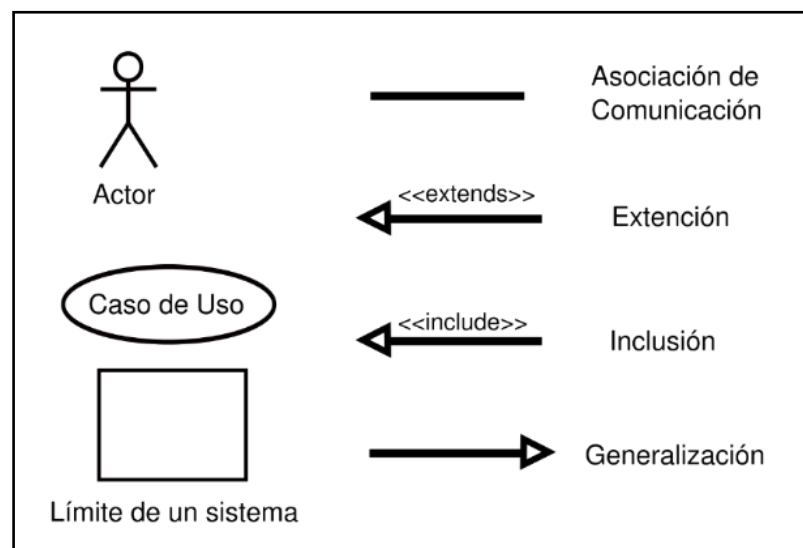 Actor
Caso de Uso
Límite de un sistema
Asociación de
Comunicación
<<extends>>
Extención
<<include>>
Inclusión
Generalización